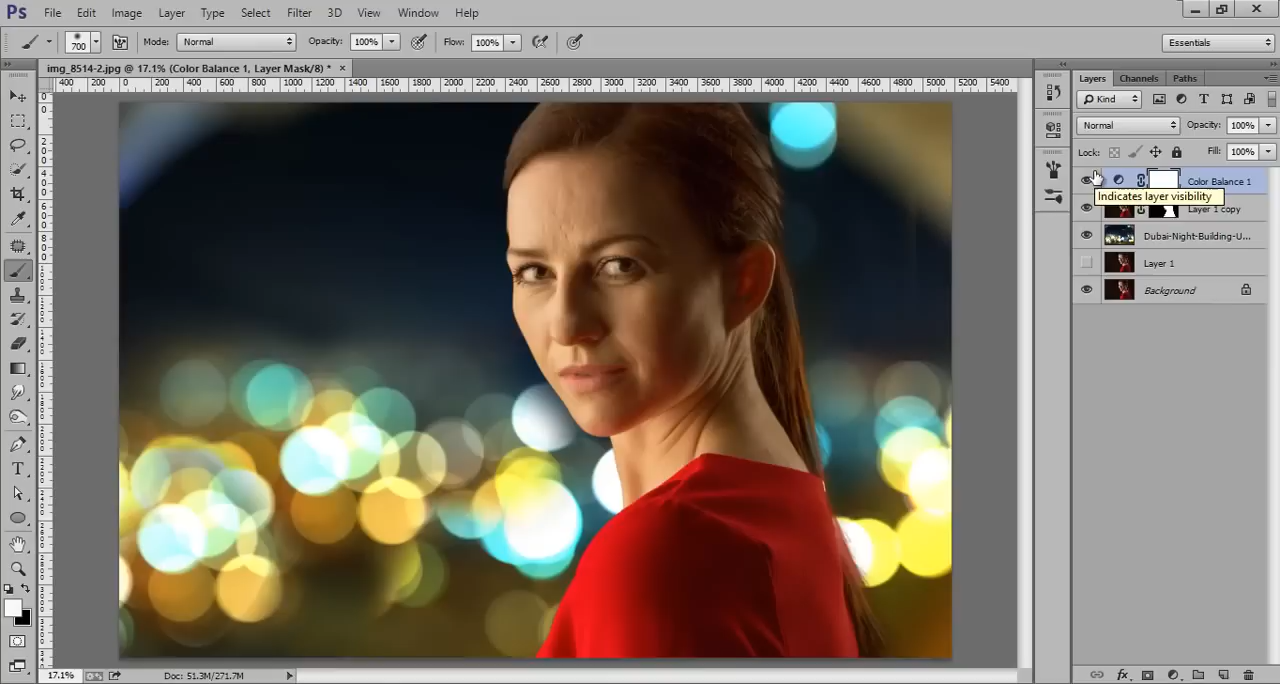 Ps File Edit Image Layer Type Select Filter 3D View Window Help
700 Mode: Normal Opacity: 100% Flow: 100% Essentials
img_8514-2.jpg @ 17.1% (Color Balance 1, Layer Mask/8) * ×
400 200 0 200 400 600 800 1000 1200 1400 1600 1800 2000 2200 2400 2600 2800 3000 3200 3400 3600 3800 4000 4200 4400 4600 4800 5000 5200 5400
Layers Channels Paths
Kind T
Normal Opacity: 100%
Lock: Fill: 100%
Color Balance 1
Indicates layer visibility
Layer 1 copy
Dubai-Night-Building-U...
Layer 1
Background
T
17.1% Doc: 51.3M/271.7M
fx